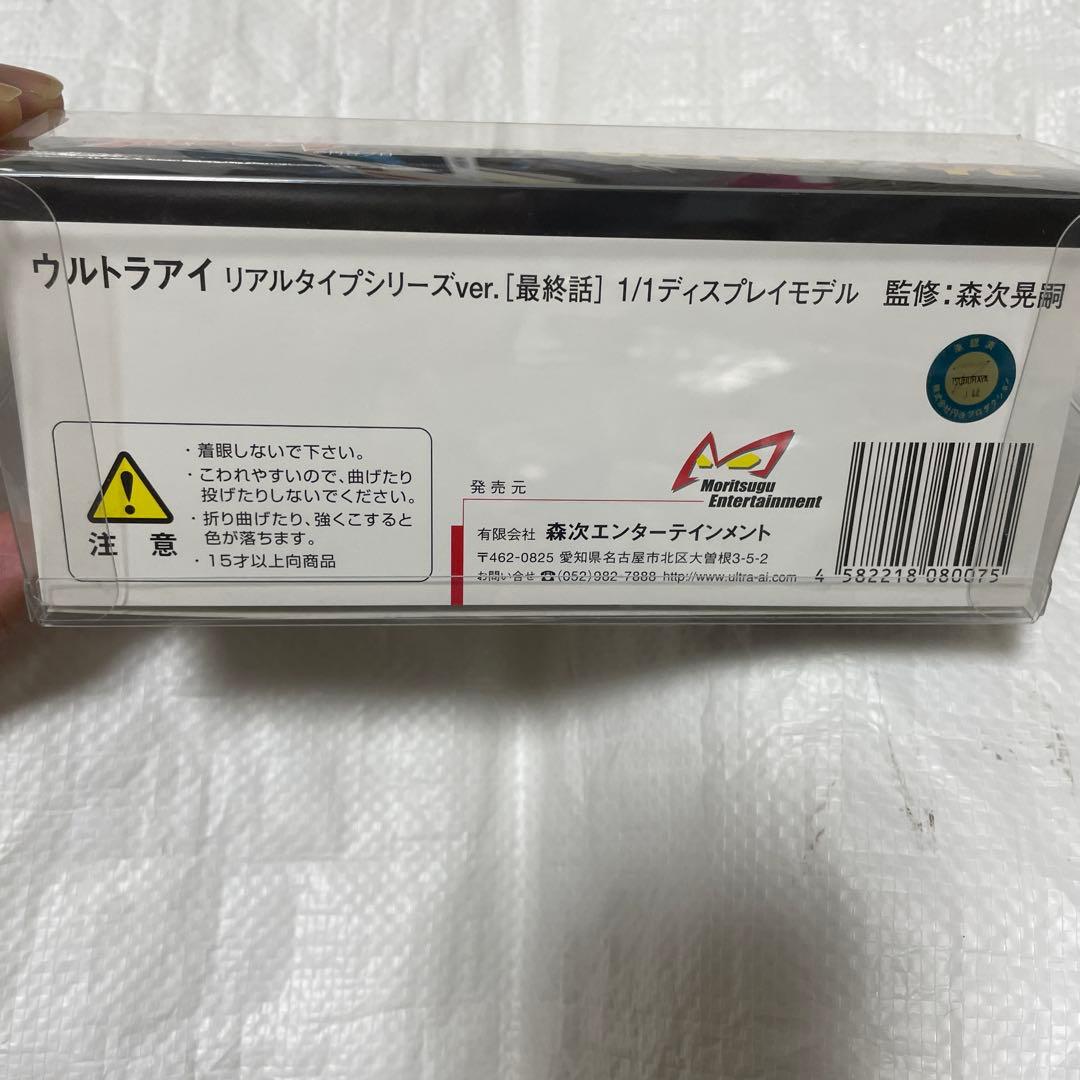 ウルトラアイ リアルタイプシリーズver.[最終話] 1/1ディスプレイモデル 監修:森次晃嗣
TSUBURAYA
・着眼しないで下さい。
・こわれやすいので、曲げたり
投げたりしないでください。
・折り曲げたり、強くこすると
色が落ちます。
・15才以上向商品
注意
発売元
Moritsugu
Entertainment
有限会社 森次エンターテインメント
〒462-0825 愛知県名古屋市北区大曽根3-5-2
お問い合せ ☎(052)982-7888 http://www.ultra-ai.com
4 582218 080075